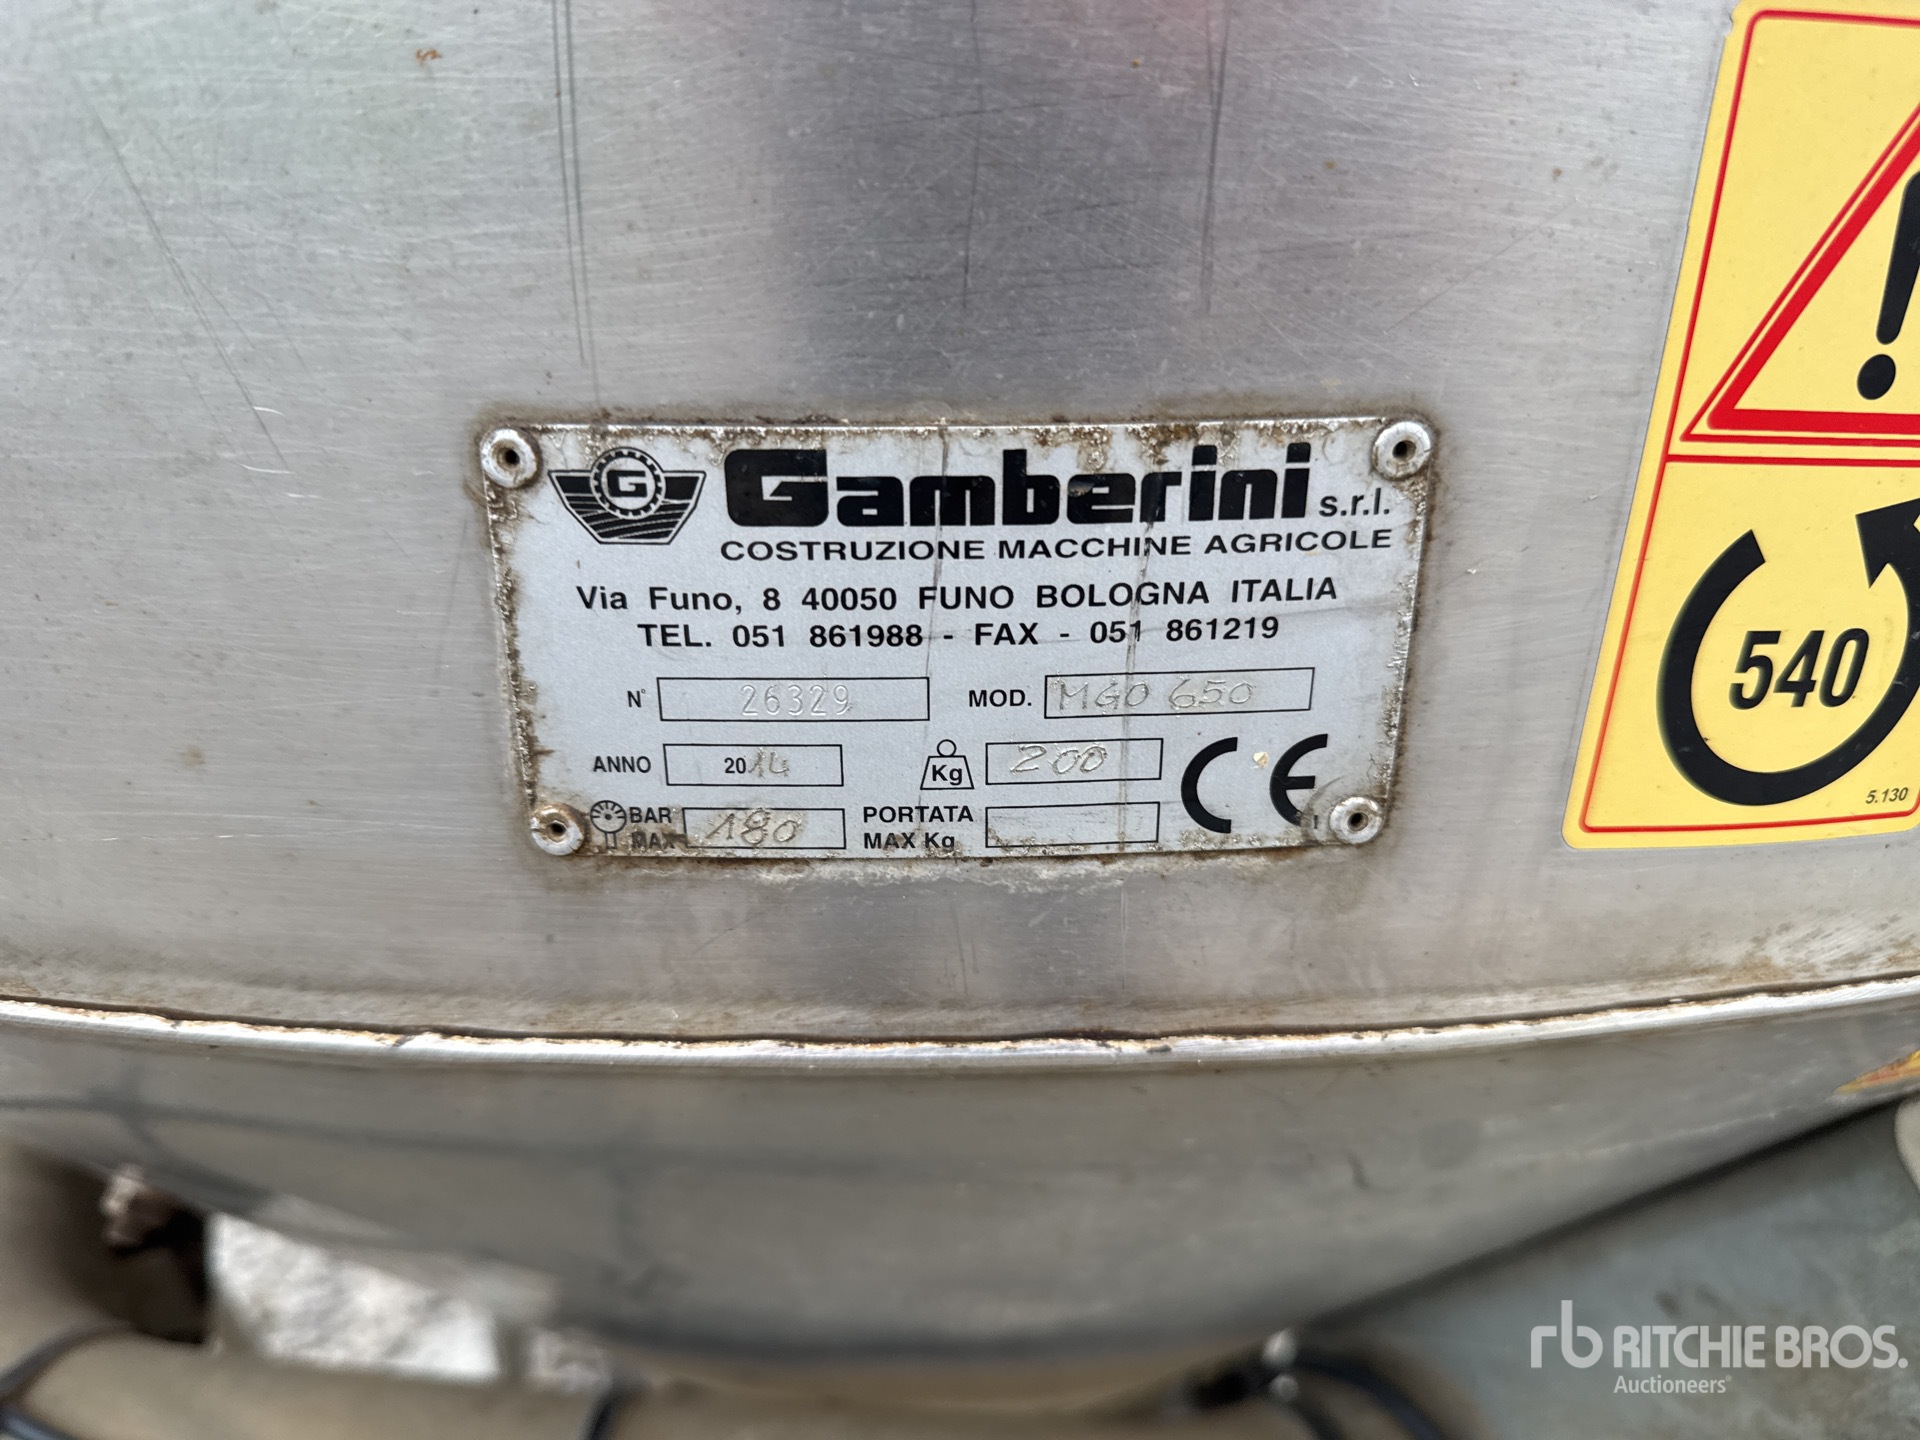 G Gamberini s.r.l.
COSTRUZIONE MACCHINE AGRICOLE
Via Funo, 8 40050 FUNO BOLOGNA ITALIA
TEL. 051 861988 - FAX - 051 861219
N° 26329 MOD. MGO 650
ANNO 2014 Kg 200 CE
BAR MAX 180 PORTATA MAX Kg
!
540
5.130
rb RITCHIE BROS.
Auctioneers